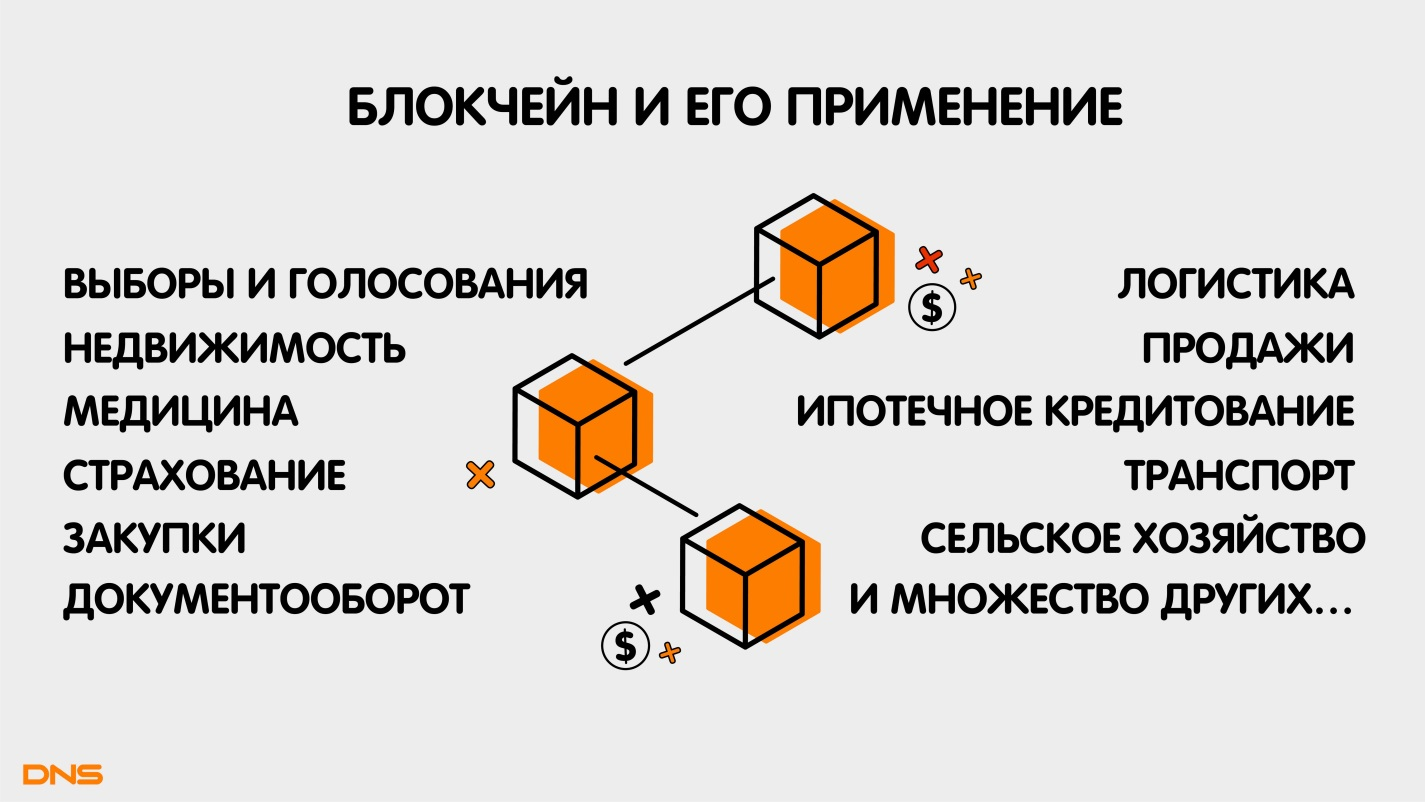 БЛОКЧЕЙН И ЕГО ПРИМЕНЕНИЕ
ВЫБОРЫ И ГОЛОСОВАНИЯ
НЕДВИЖИМОСТЬ
МЕДИЦИНА
СТРАХОВАНИЕ
ЗАКУПКИ
ДОКУМЕНТООБОРОТ
$
$
ЛОГИСТИКА
ПРОДАЖИ
ИПОТЕЧНОЕ КРЕДИТОВАНИЕ
ТРАНСПОРТ
СЕЛЬСКОЕ ХОЗЯЙСТВО
И МНОЖЕСТВО ДРУГИХ...
DNS